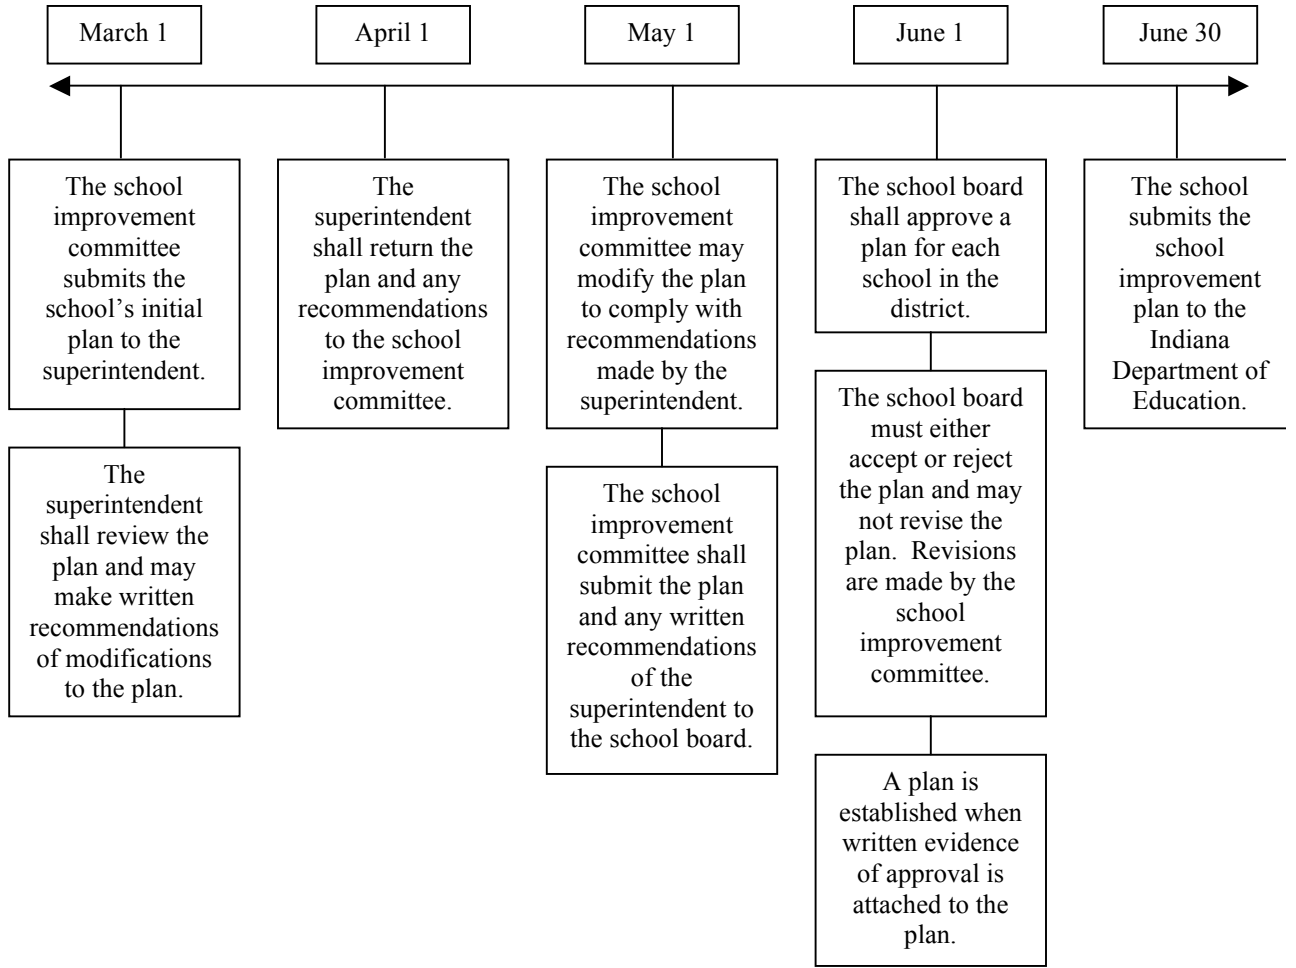 March 1
April 1
May 1
June 1
June 30
The school
improvement
committee
submits the
school’s initial
plan to the
superintendent.
The
superintendent
shall review the
plan and may
make written
recommendations
of modifications
to the plan.
The
superintendent
shall return the
plan and any
recommendations
to the school
improvement
committee.
The school
improvement
committee may
modify the plan
to comply with
recommendations
made by the
superintendent.
The school
improvement
committee shall
submit the plan
and any written
recommendations
of the
superintendent to
the school board.
The school board
shall approve a
plan for each
school in the
district.
The school board
must either
accept or reject
the plan and may
not revise the
plan.  Revisions
are made by the
school
improvement
committee.
A plan is
established when
written evidence
of approval is
attached to the
plan.
The school
submits the
school
improvement
plan to the
Indiana
Department of
Education.